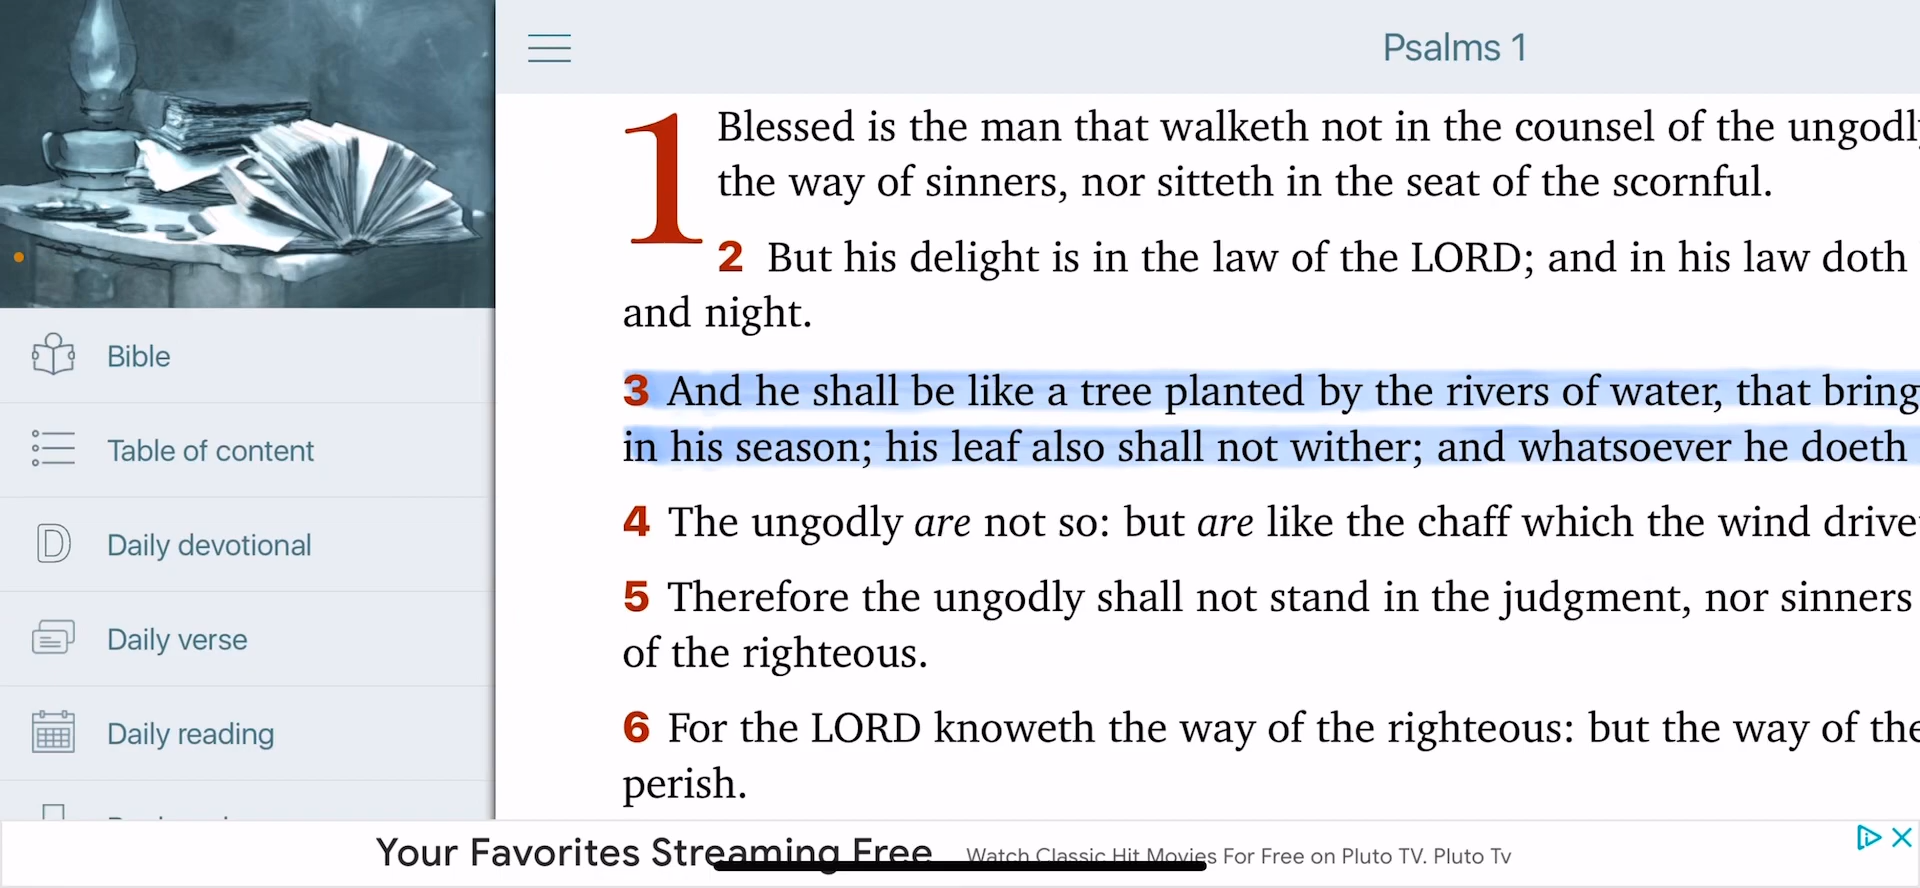 Psalms 1
1 Blessed is the man that walketh not in the counsel of the
the way of sinners, nor sitteth in the seat of the scornful.
2 But his delight is in the law of the LORD; and in his law doth
and night.
3 And he shall be like a tree planted by the rivers of water, that bring
in his season; his leaf also shall not wither; and whatsoever he doeth
4 The ungodly are not so: but are like the chaff which the wind drive
5 Therefore the ungodly shall not stand in the judgment, nor sinners
of the righteous.
6 For the LORD knoweth the way of the righteous: but the way of the
perish.
Bible
Table of content
D Daily devotional
Daily verse
Daily reading
Your Favorites Streaming Free
Watch Classic Hit Movies For Free on Pluto TV. Pluto Tv